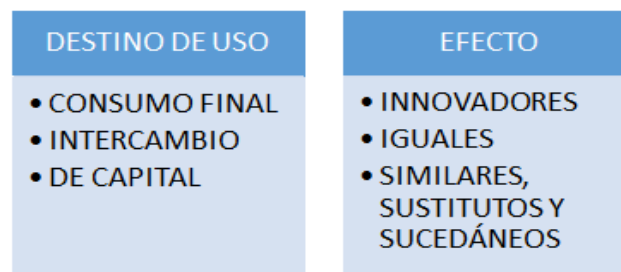 DESTINO DE USO
• CONSUMO FINAL
• INTERCAMBIO
• DE CAPITAL
EFECTO
• INNOVADORES
• IGUALES
• SIMILARES,
SUSTITUTOS Y
SUCEDÁNEOS